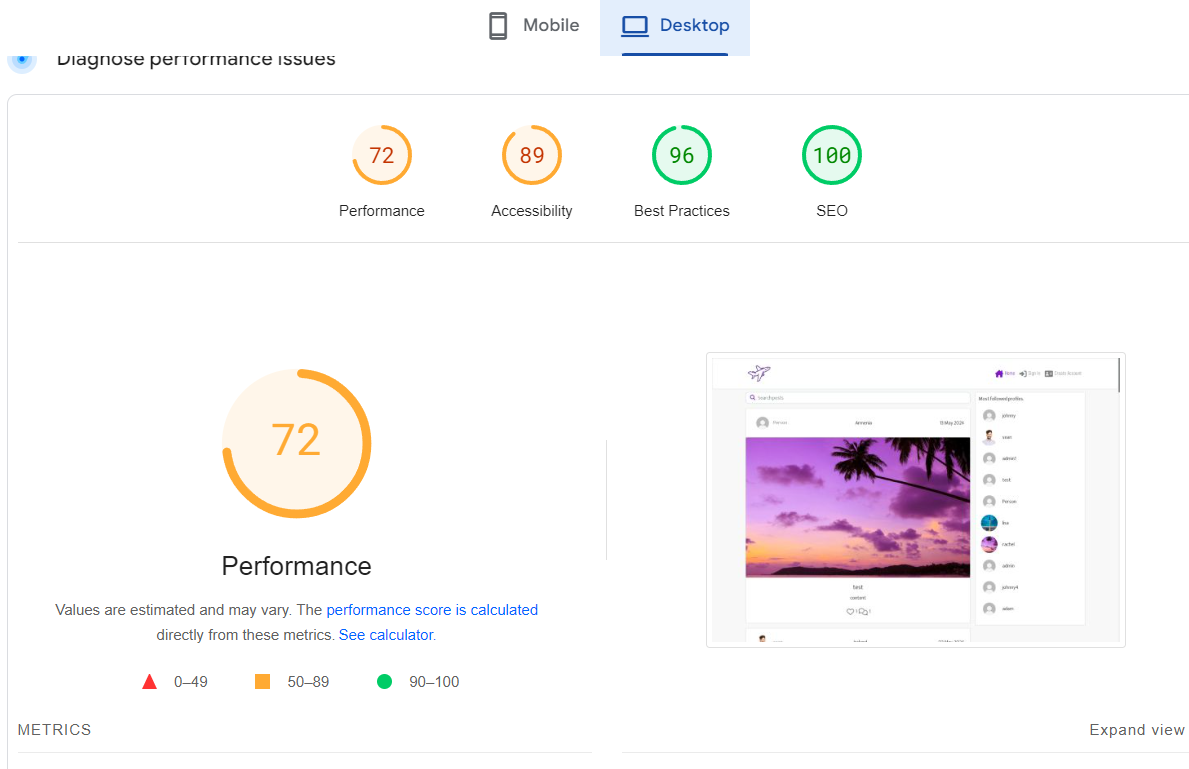 Mobile
Desktop
Diagnose performance issues
72
89
96
100
Performance
Accessibility
Best Practices
SEO
72
Performance
Values are estimated and may vary. The performance score is calculated
directly from these metrics. See calculator.
0–49
50–89
90–100
METRICS
Expand view
Home
Sign in
Create Account
Search posts
Most followed profiles.
Person
Armenia
13 May 2024
johnny
admin1
test
Person
lisa
rachel
admin
johnny4
adam
test
content